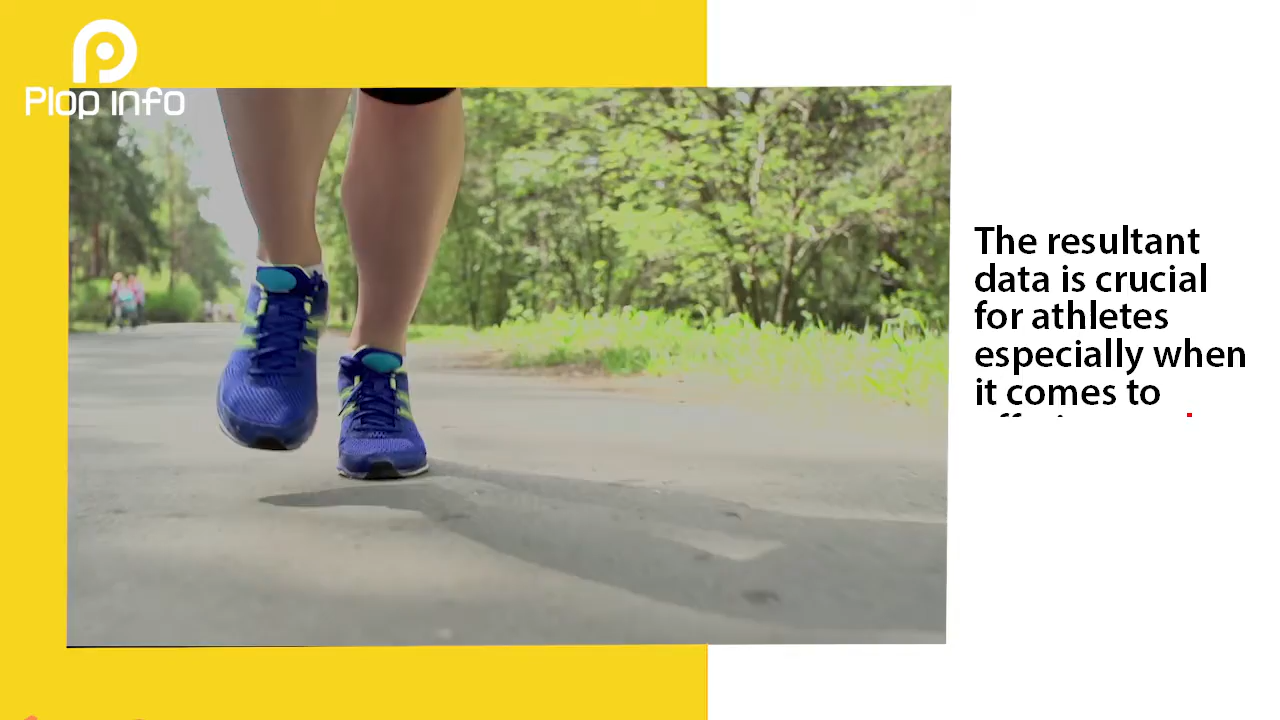 Plop info
The resultant
data is crucial
for athletes
especially when
it comes to